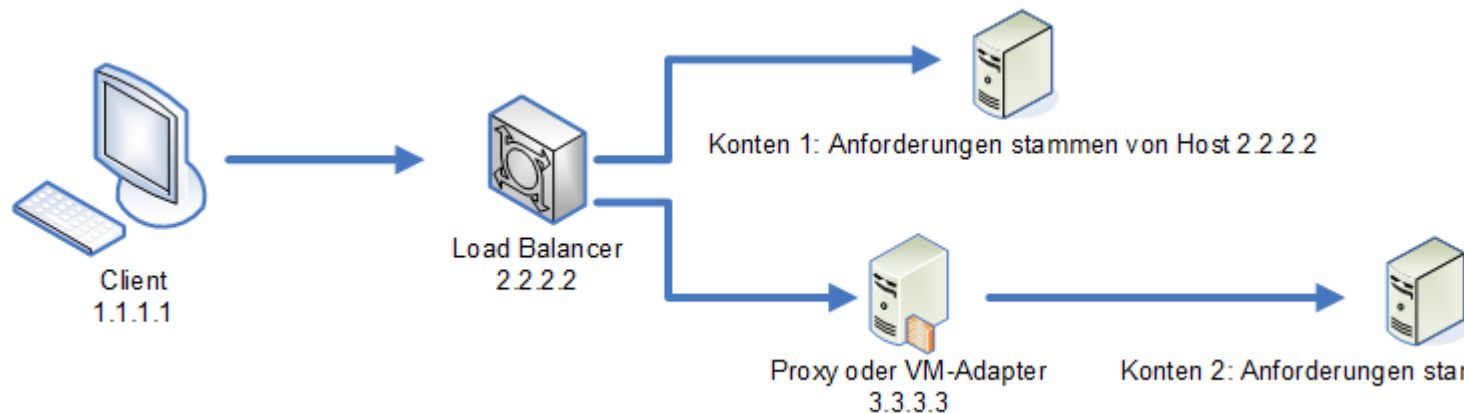 Konten 1: Anforderungen stammen von Host 2.2.2.2
Load Balancer
2.2.2.2
Client
1.1.1.1
Proxy oder VM-Adapter
3.3.3.3
Konten 2: Anforderungen